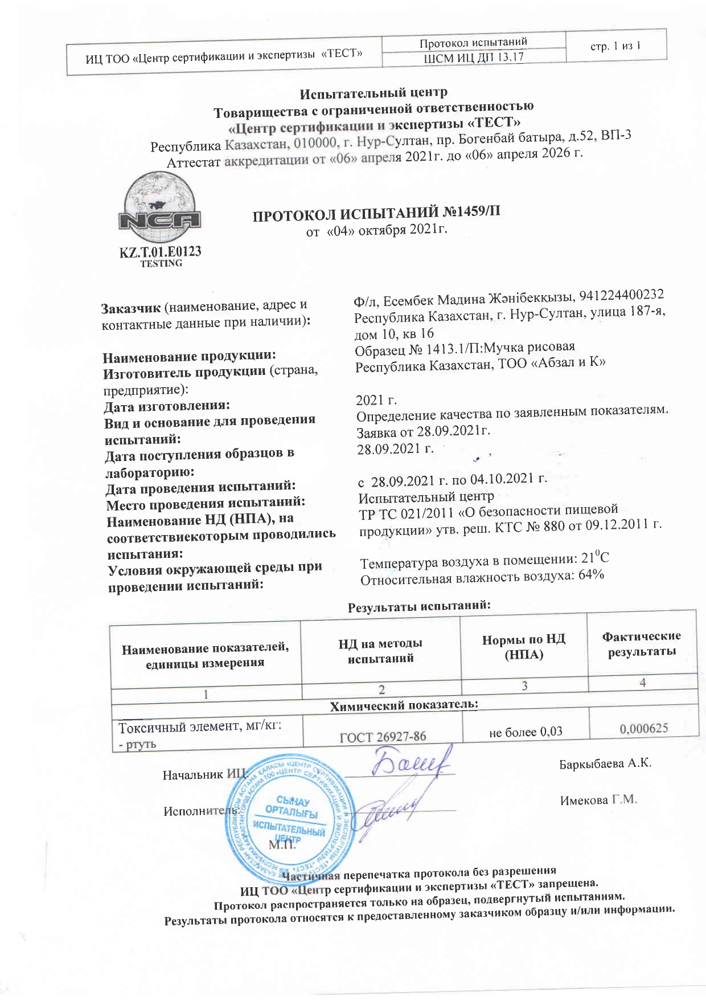 ИЦ ТОО «Центр сертификации и экспертизы «ТЕСТ»
Протокол испытаний
ШСМ ИЦ ДП 13.17
стр. 1 из 1
Испытательный центр
Товарищества с ограниченной ответственностью
«Центр сертификации и экспертизы «ТЕСТ»
Республика Казахстан, 010000, г. Нур-Султан, пр. Богенбай батыра, д.52, ВП-3
Аттестат аккредитации от «06» апреля 2021г. до «06» апреля 2026 г.
NCA
KZ.T.01.E0123
TESTING
ПРОТОКОЛ ИСПЫТАНИЙ №1459/П
от «04» октября 2021г.
Заказчик (наименование, адрес и
контактные данные при наличии):
Ф/л, Есембек Мадина Жәнібекқызы, 941224400232
Республика Казахстан, г. Нур-Султан, улица 187-я,
дом 10, кв 16
Наименование продукции:
Образец № 1413.1/П:Мучка рисовая
Изготовитель продукции (страна,
предприятие):
Республика Казахстан, ТОО «Абзал и К»
Дата изготовления:
2021 г.
Вид и основание для проведения
испытаний:
Определение качества по заявленным показателям.
Заявка от 28.09.2021г.
Дата поступления образцов в
лабораторию:
28.09.2021 г.
Дата проведения испытаний:
с 28.09.2021 г. по 04.10.2021 г.
Место проведения испытаний:
Испытательный центр
Наименование НД (НПА), на
соответствиекоторым проводились
испытания:
ТР ТС 021/2011 «О безопасности пищевой
продукции» утв. реш. КТС № 880 от 09.12.2011 г.
Условия окружающей среды при
проведении испытаний:
Температура воздуха в помещении: 21⁰С
Относительная влажность воздуха: 64%
Результаты испытаний:
Наименование показателей,
единицы измерения
НД на методы
испытаний
Нормы по НД
(НПА)
Фактические
результаты
1
2
3
4
Химический показатель:
Токсичный элемент, мг/кг:
- ртуть
ГОСТ 26927-86
не более 0,03
0,000625
Начальник ИЦ:
Баркыбаева А.К.
Исполнитель:
Имекова Г.М.
СЫНАУ
ОРТАЛЫҒЫ
ИСПЫТАТЕЛЬНЫЙ
ЦЕНТР
М.П.
Частичная перепечатка протокола без разрешения
ИЦ ТОО «Центр сертификации и экспертизы «ТЕСТ» запрещена.
Протокол распространяется только на образец, подвергнутый испытаниям.
Результаты протокола относятся к предоставленному заказчиком образцу и/или информации.